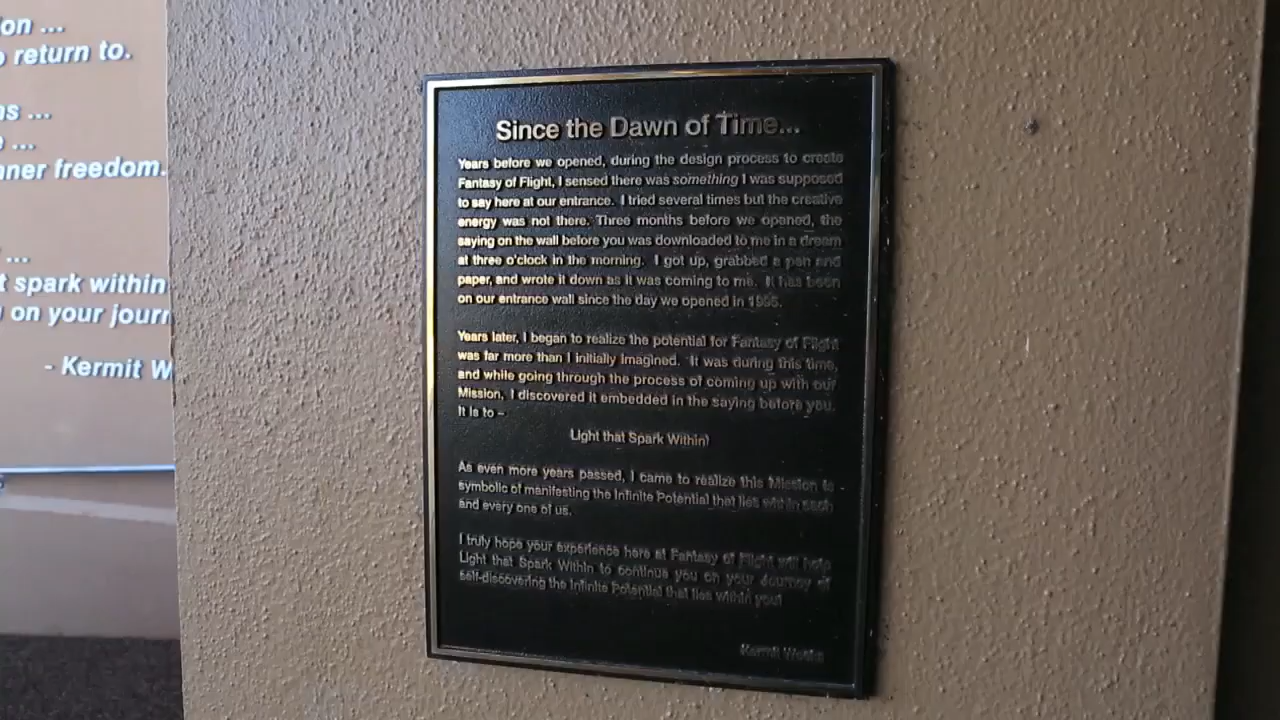 on ...
return to.
ns ...
...
nner freedom.
...
t spark within
on your journ
- Kermit W
Since the Dawn of Time...
Years before we opened, during the design process to create
Fantasy of Flight, I sensed there was something I was supposed
to say here at our entrance. I tried several times but the creative
energy was not there. Three months before we opened, the
saying on the wall before you was downloaded to me in a dream
at three o'clock in the morning. I got up, grabbed a pen and
paper, and wrote it down as it was coming to me. It has been
on our entrance wall since the day we opened in 1995.
Years later, I began to realize the potential for Fantasy of Flight
was far more than I initially imagined. It was during this time,
and while going through the process of coming up with our
Mission, I discovered it embedded in the saying before you.
It is to –
Light that Spark Within!
As even more years passed, I came to realize this Mission is
symbolic of manifesting the Infinite Potential that lies within each
and every one of us.
I truly hope your experience here at Fantasy of Flight will help
Light that Spark Within to continue you on your Journey of
self-discovering the Infinite Potential that lies within you!
Kermit Weeks